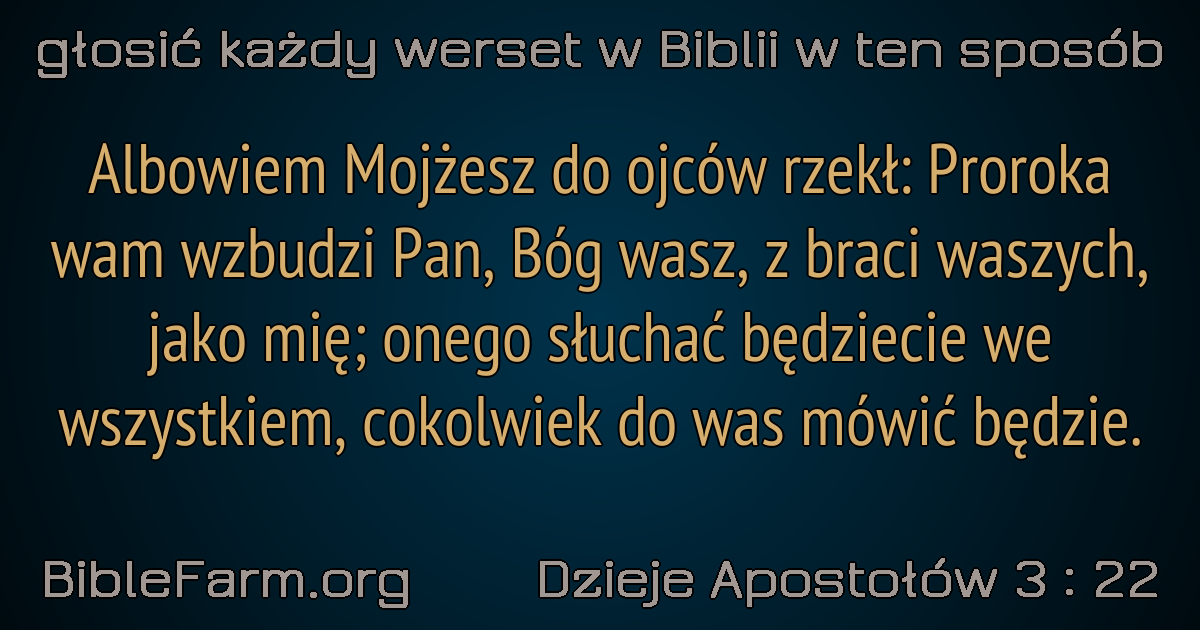 głosić każdy werset w Biblii w ten sposób
Albowiem Mojżesz do ojców rzekł: Proroka
wam wzbudzi Pan, Bóg wasz, z braci waszych,
jako mię; onego słuchać będziecie we
wszystkiem, cokolwiek do was mówić będzie.
BibleFarm.org
Dzieje Apostołów 3 : 22